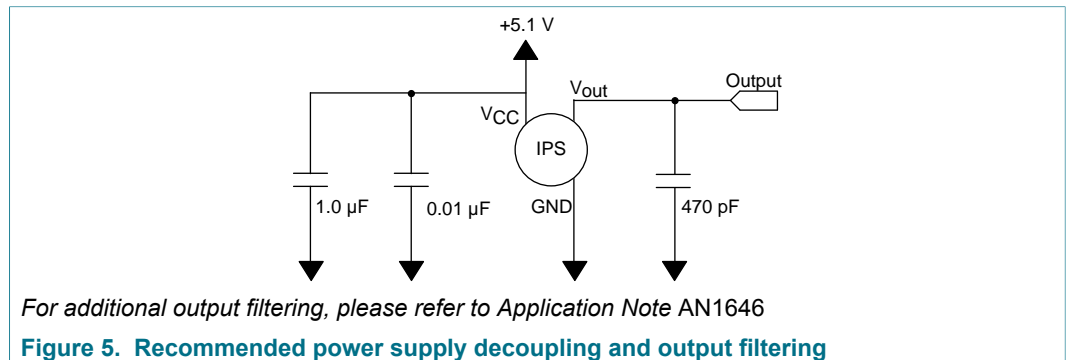 +5.1 V
Vout
Output
VCC
IPS
1.0 µF
0.01 µF
GND
470 pF
For additional output filtering, please refer to Application Note AN1646
Figure 5. Recommended power supply decoupling and output filtering